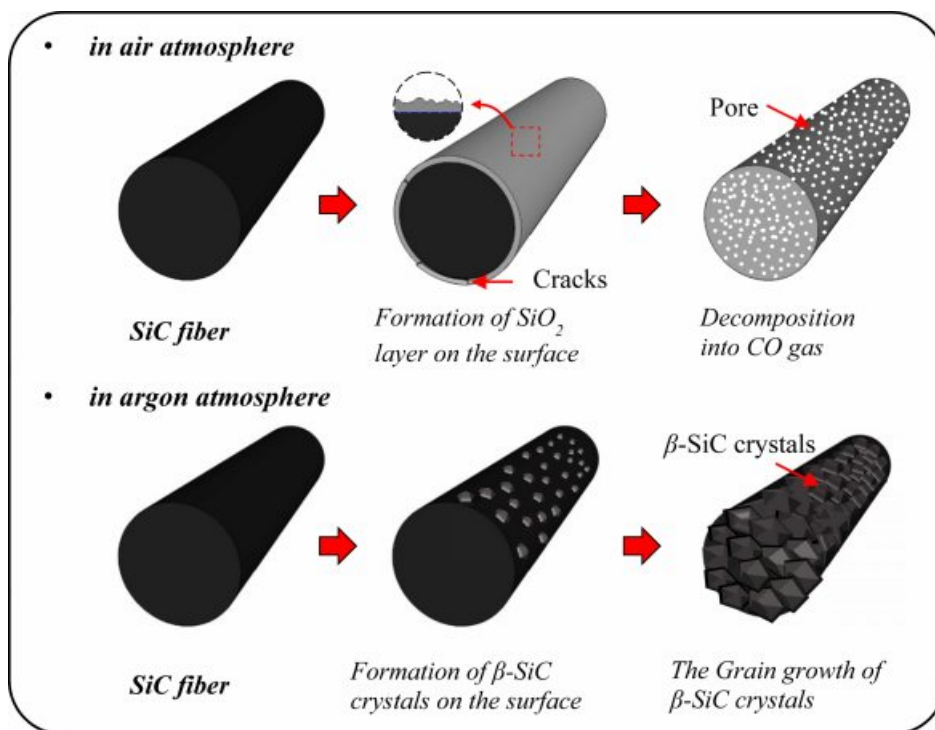 • in air atmosphere
Pore
Cracks
SiC fiber
Formation of SiO₂
layer on the surface
Decomposition
into CO gas
• in argon atmosphere
β-SiC crystals
SiC fiber
Formation of β-SiC
crystals on the surface
The Grain growth of
β-SiC crystals